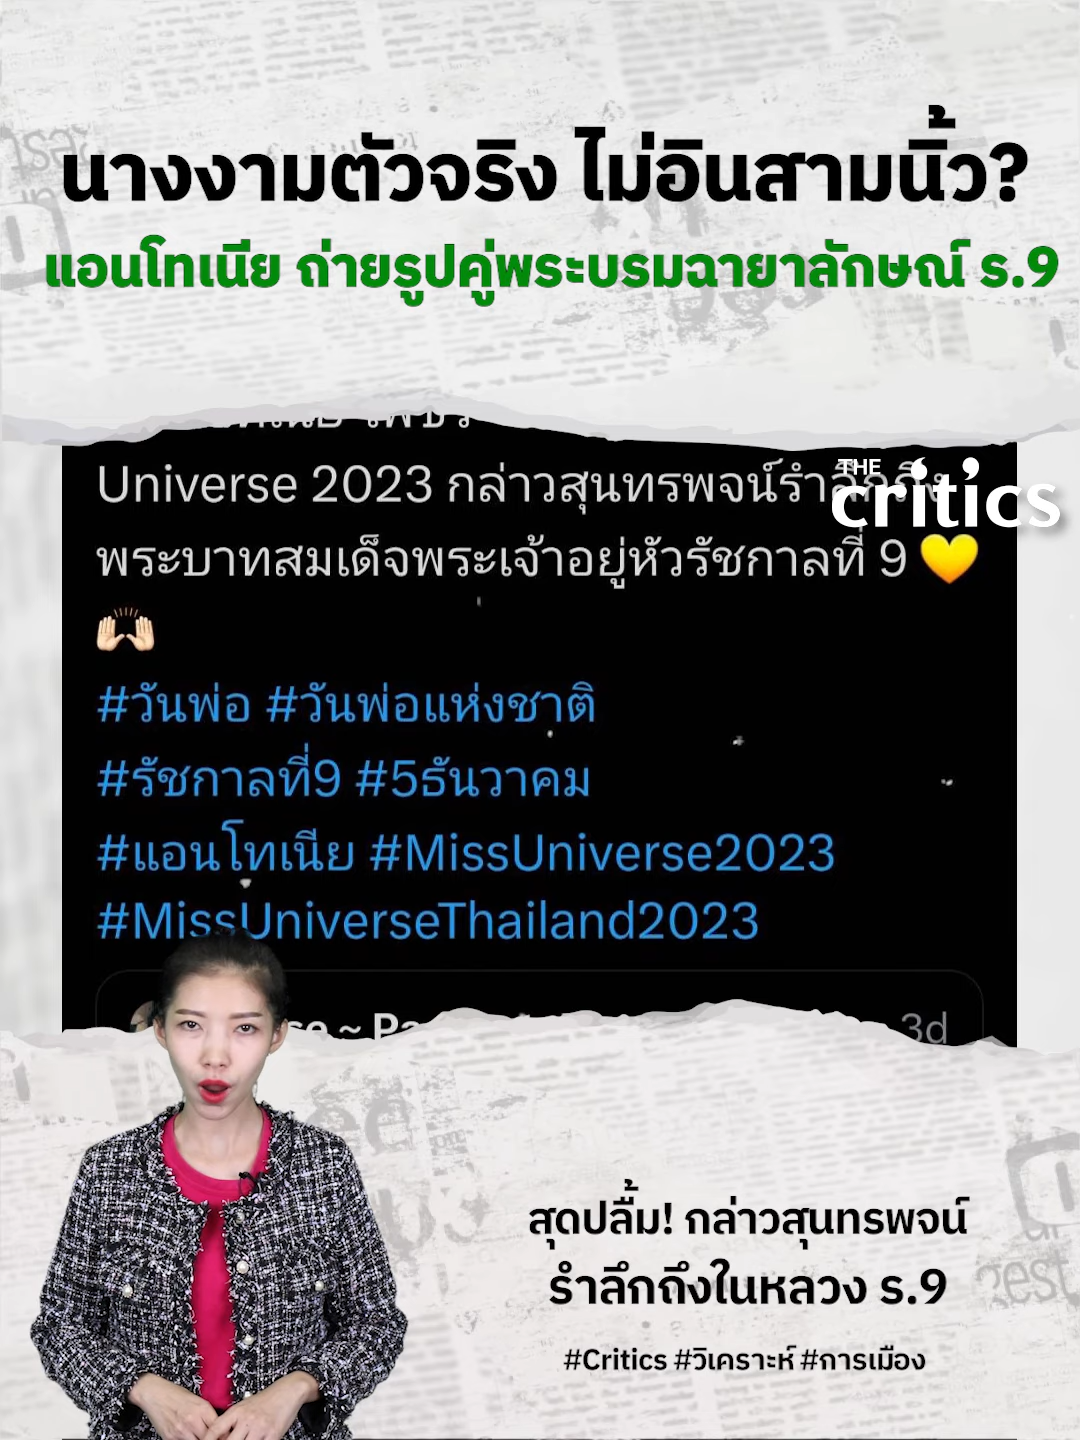 นางงามตัวจริง ไม่อินสามนิ้ว?
แอนโทเนีย ถ่ายรูปคู่พระบรมฉายาลักษณ์ ร.9
THE
critics
Universe 2023 กล่าวสุนทรพจน์รำลึกถึง
พระบาทสมเด็จพระเจ้าอยู่หัวรัชกาลที่ 9 💛
🙌🏻
#วันพ่อ #วันพ่อแห่งชาติ
#รัชกาลที่9 #5ธันวาคม
#แอนโทเนีย #MissUniverse2023
#MissUniverseThailand2023
3d
สุดปลื้ม! กล่าวสุนทรพจน์
รำลึกถึงในหลวง ร.9
#Critics #วิเคราะห์ #การเมือง